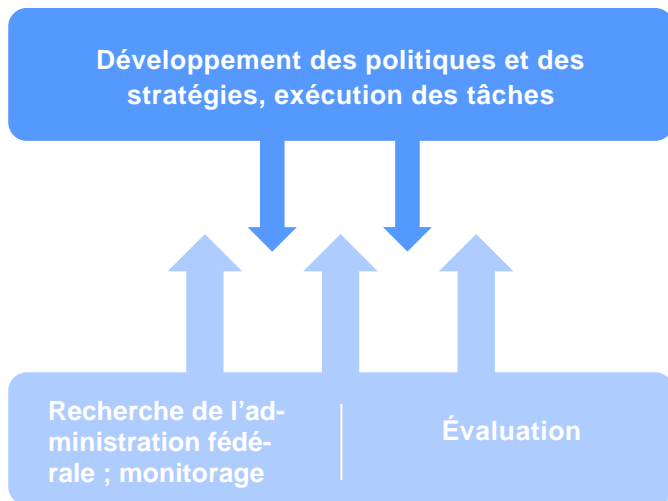 Développement des politiques et des
stratégies, exécution des tâches
Recherche de l’ad-
ministration fédé-
rale ; monitorage
Évaluation